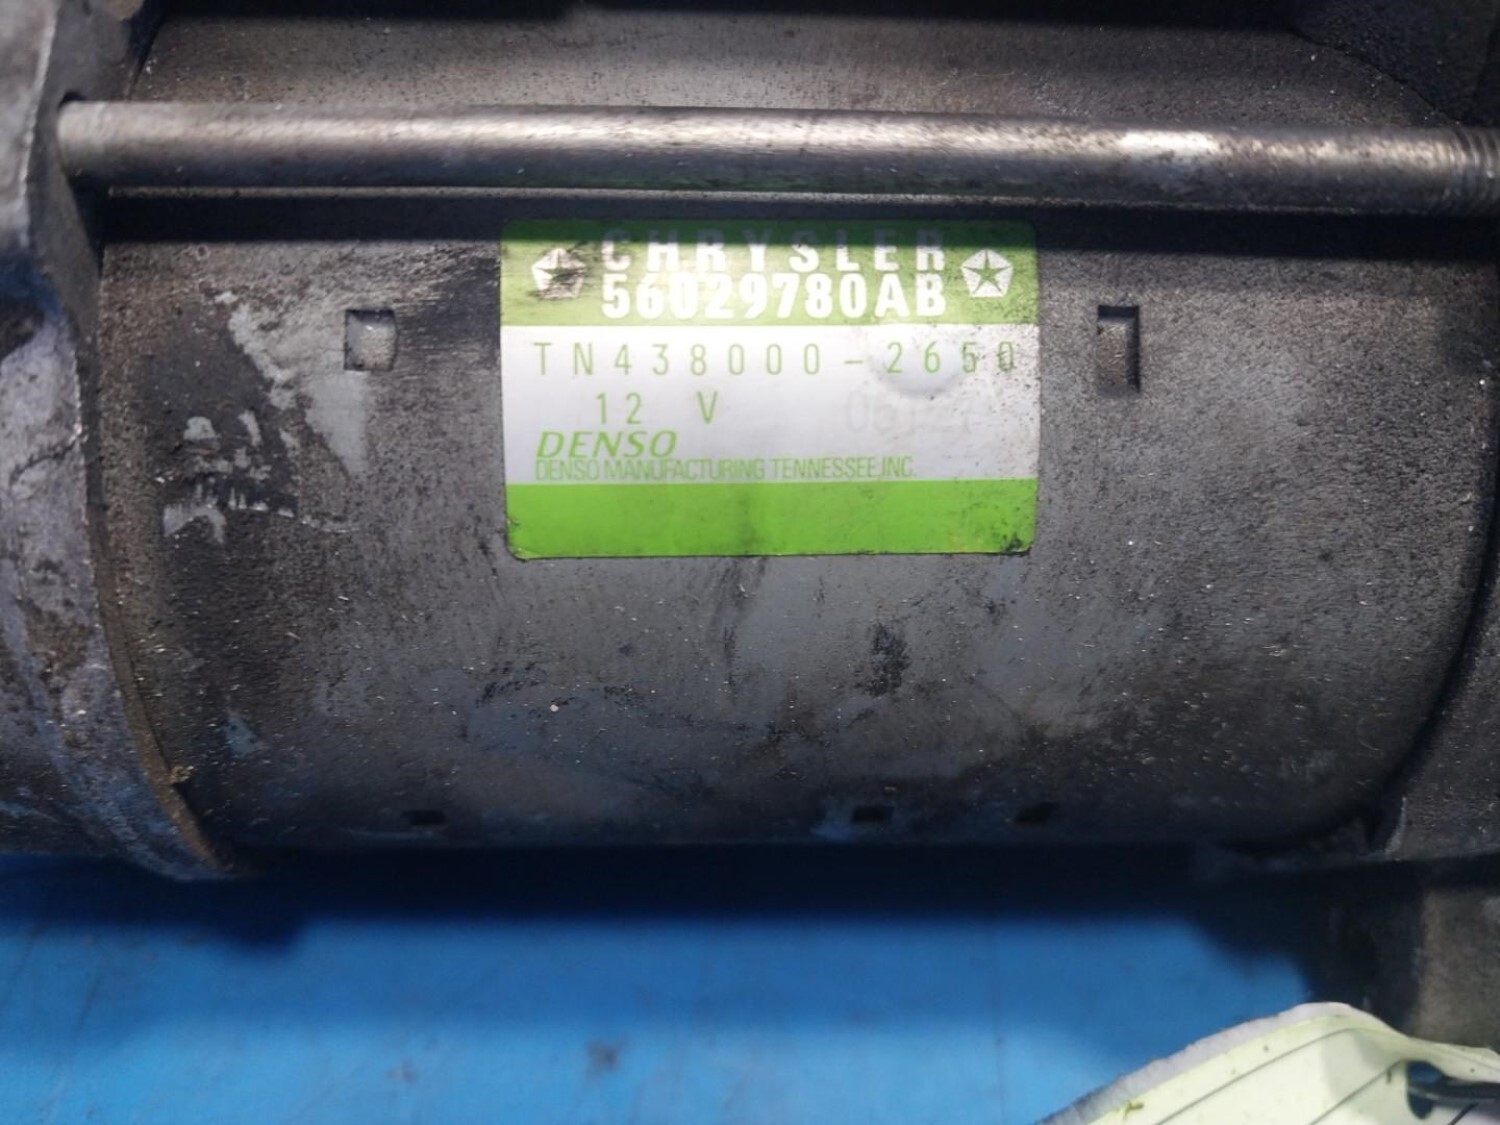 CHRYSLER
56029780AB
TN438000-2650
12 V
DENSO
DENSO MANUFACTURING TENNESSEE,INC.